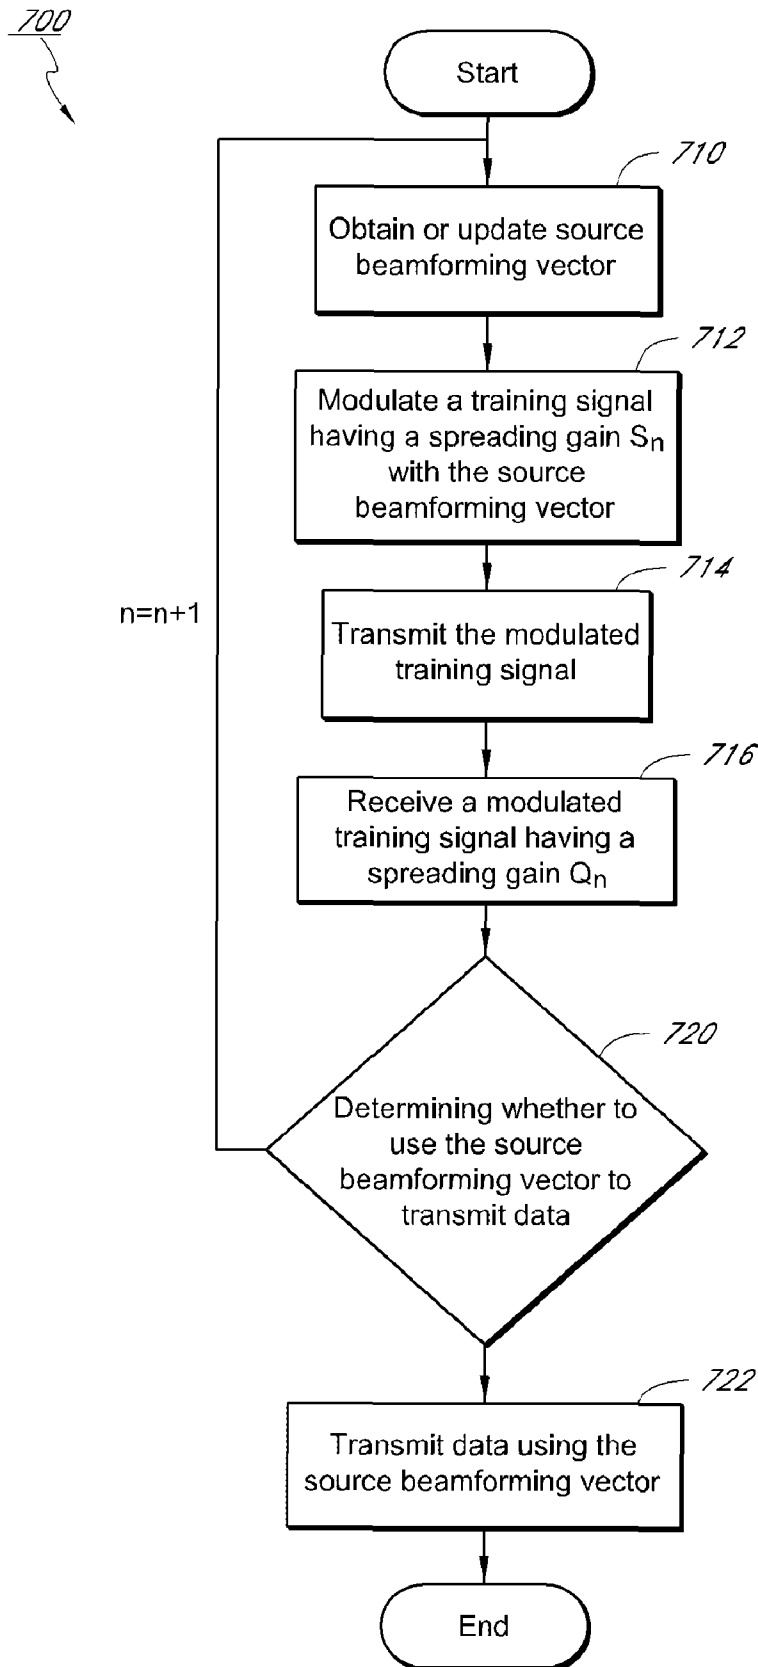 700
Start
710
Obtain or update source
beamforming vector
712
Modulate a training signal
having a spreading gain Sn
with the source
beamforming vector
714
n=n+1
Transmit the modulated
training signal
716
Receive a modulated
training signal having a
spreading gain Qn
720
Determining whether to
use the source
beamforming vector to
transmit data
722
Transmit data using the
source beamforming vector
End